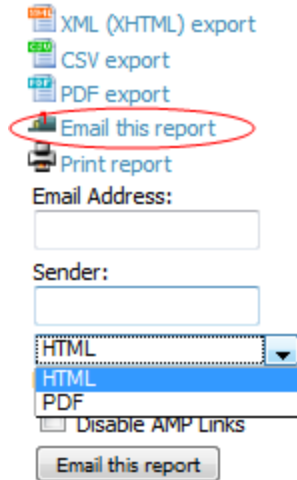 XML (XHTML) export
CSV export
PDF export
Email this report
Print report
Email Address:
Sender:
HTML
HTML
PDF
Disable AMP Links
Email this report